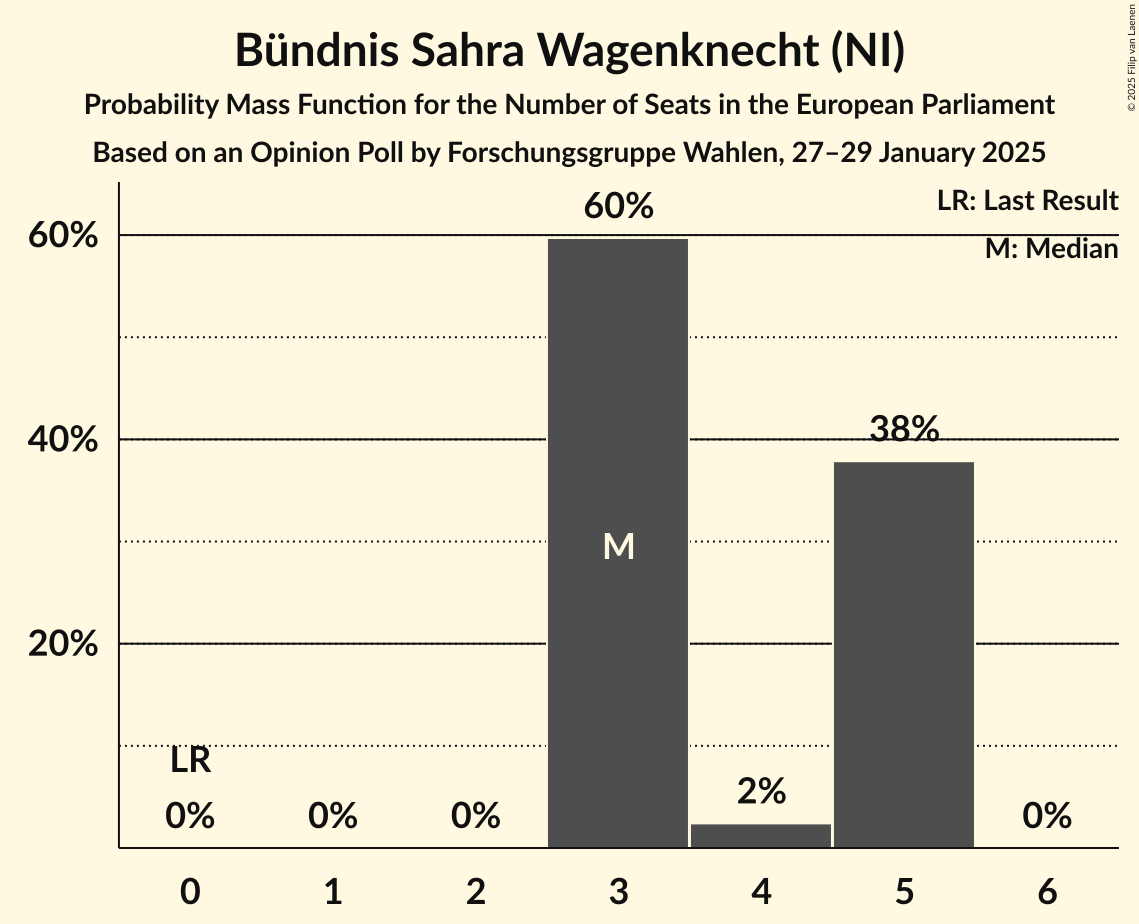 Bündnis Sahra Wagenknecht (NI)
Probability Mass Function for the Number of Seats in the European Parliament
Based on an Opinion Poll by Forschungsgruppe Wahlen, 27–29 January 2025
© 2025 Filip van Laenen
LR: Last Result
M: Median
60%
40%
20%
60%
38%
M
LR
2%
0%
0%
0%
0%
0
1
2
3
4
5
6